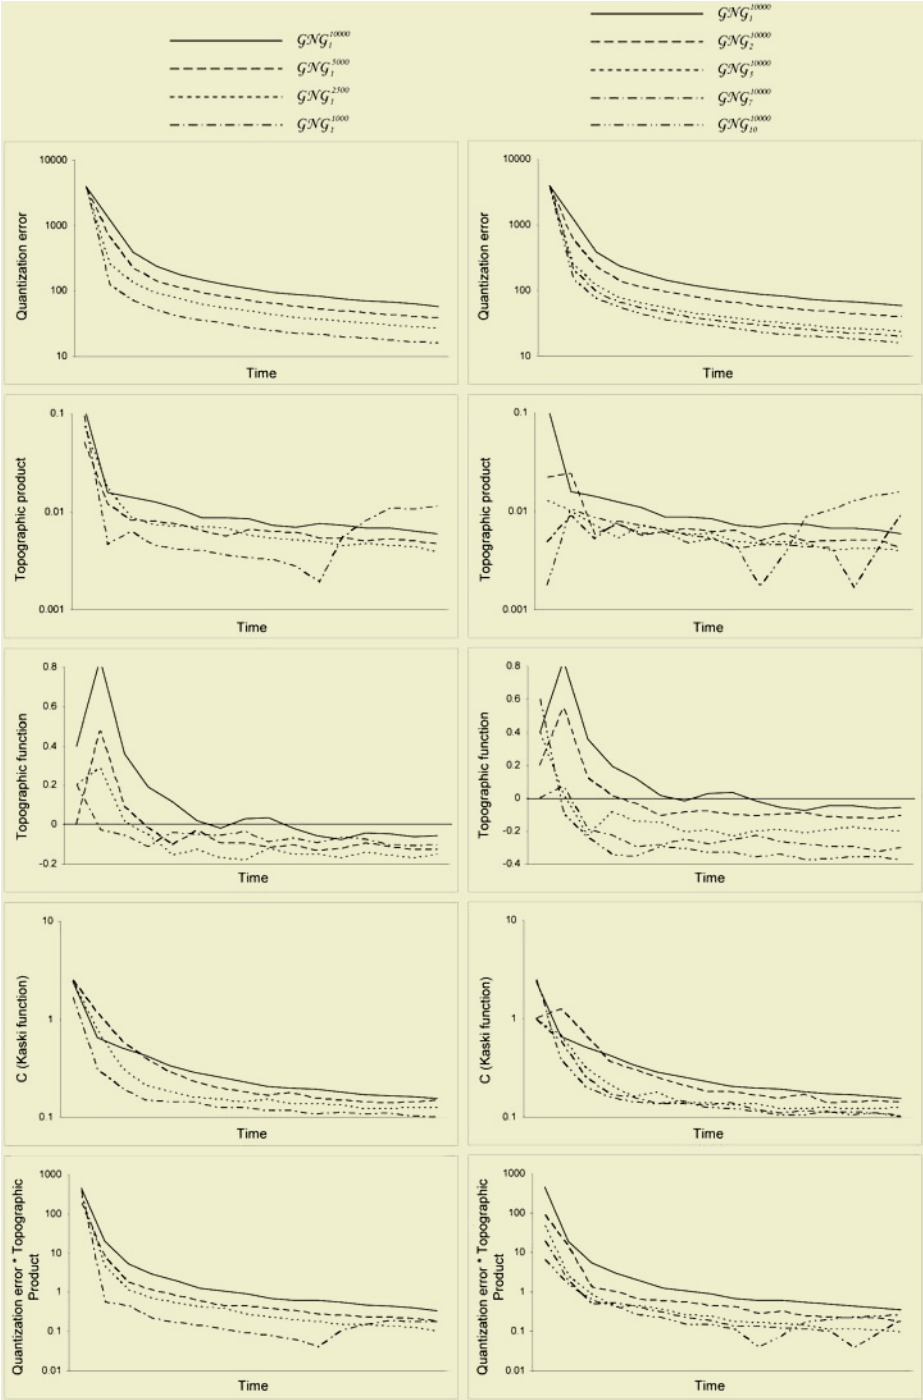 𝒢𝒩𝒢₁¹⁰⁰⁰⁰
𝒢𝒩𝒢₁⁵⁰⁰⁰
𝒢𝒩𝒢₁²⁵⁰⁰
𝒢𝒩𝒢₁¹⁰⁰⁰
𝒢𝒩𝒢₁¹⁰⁰⁰⁰
𝒢𝒩𝒢₂¹⁰⁰⁰⁰
𝒢𝒩𝒢₅¹⁰⁰⁰⁰
𝒢𝒩𝒢₇¹⁰⁰⁰⁰
𝒢𝒩𝒢₁₀¹⁰⁰⁰⁰
Quantization error
10000
1000
100
10
Time
Quantization error
10000
1000
100
10
Time
Topographic product
0.1
0.01
0.001
Time
Topographic product
0.1
0.01
0.001
Time
Topographic function
0.8
0.6
0.4
0.2
0
-0.2
Time
Topographic function
0.8
0.6
0.4
0.2
0
-0.2
-0.4
Time
C (Kaski function)
10
1
0.1
Time
C (Kaski function)
10
1
0.1
Time
Quantization error * Topographic
Product
1000
100
10
1
0.1
0.01
Time
Quantization error * Topographic
Product
1000
100
10
1
0.1
0.01
Time